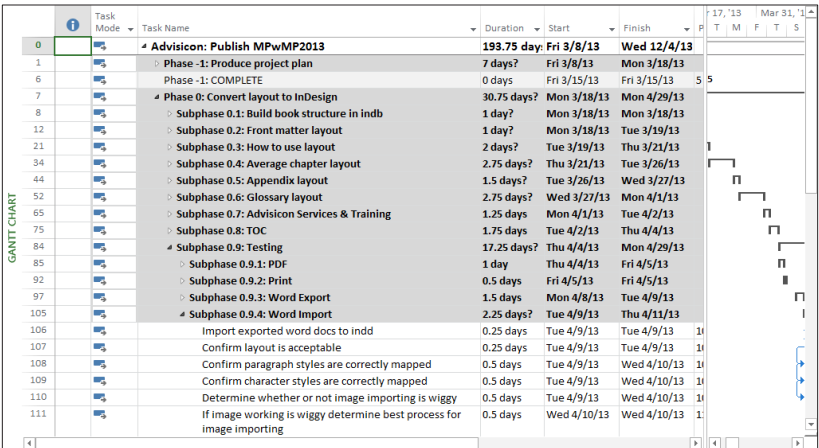 r 17, '13 Mar 31, '1
Task Mode Task Name Duration Start Finish P T M F T S
0 Advisicon: Publish MPwMP2013 193.75 day: Fri 3/8/13 Wed 12/4/13
1 Phase -1: Produce project plan 7 days? Fri 3/8/13 Mon 3/18/13
6 Phase -1: COMPLETE 0 days Fri 3/15/13 Fri 3/15/13 5 5
7 Phase 0: Convert layout to InDesign 30.75 days? Mon 3/18/13 Mon 4/29/13
8 Subphase 0.1: Build book structure in indb 1 day? Mon 3/18/13 Mon 3/18/13
12 Subphase 0.2: Front matter layout 1 day? Mon 3/18/13 Tue 3/19/13
21 Subphase 0.3: How to use layout 2 days? Tue 3/19/13 Thu 3/21/13
34 Subphase 0.4: Average chapter layout 2.75 days? Thu 3/21/13 Tue 3/26/13
44 Subphase 0.5: Appendix layout 1.5 days? Tue 3/26/13 Wed 3/27/13
52 Subphase 0.6: Glossary layout 2.75 days? Wed 3/27/13 Mon 4/1/13
65 Subphase 0.7: Advisicon Services & Training 1.25 days Mon 4/1/13 Tue 4/2/13
75 Subphase 0.8: TOC 1.75 days Tue 4/2/13 Thu 4/4/13
84 Subphase 0.9: Testing 17.25 days? Thu 4/4/13 Mon 4/29/13
85 Subphase 0.9.1: PDF 1 day Thu 4/4/13 Fri 4/5/13
92 Subphase 0.9.2: Print 0.5 days Fri 4/5/13 Fri 4/5/13
97 Subphase 0.9.3: Word Export 1.5 days Mon 4/8/13 Tue 4/9/13
105 Subphase 0.9.4: Word Import 2.25 days? Tue 4/9/13 Thu 4/11/13
106 Import exported word docs to indd 0.25 days Tue 4/9/13 Tue 4/9/13 10
107 Confirm layout is acceptable 0.25 days Tue 4/9/13 Tue 4/9/13 10
108 Confirm paragraph styles are correctly mapped 0.5 days Tue 4/9/13 Wed 4/10/13 10
109 Confirm character styles are correctly mapped 0.5 days Tue 4/9/13 Wed 4/10/13 10
110 Determine whether or not image importing is wiggy 0.5 days Tue 4/9/13 Wed 4/10/13 10
111 If image working is wiggy determine best process for 0.5 days Wed 4/10/13 Wed 4/10/13 1
image importing
GANTT CHART